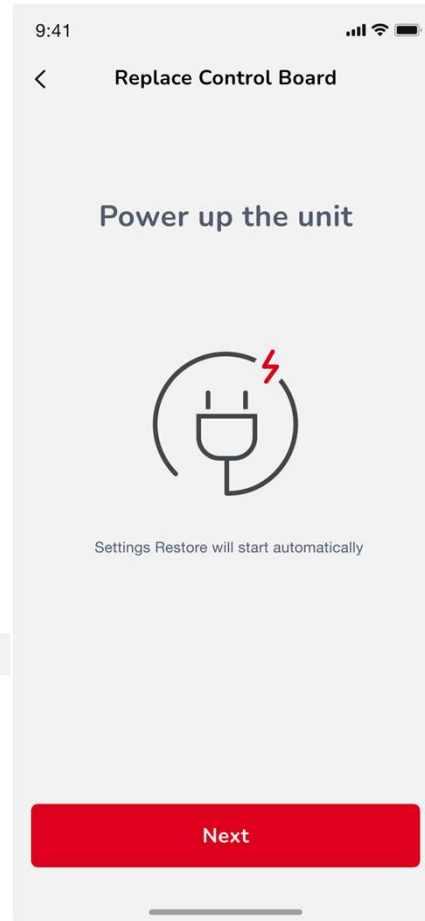 9:41
Replace Control Board
Power up the unit
Settings Restore will start automatically
Next